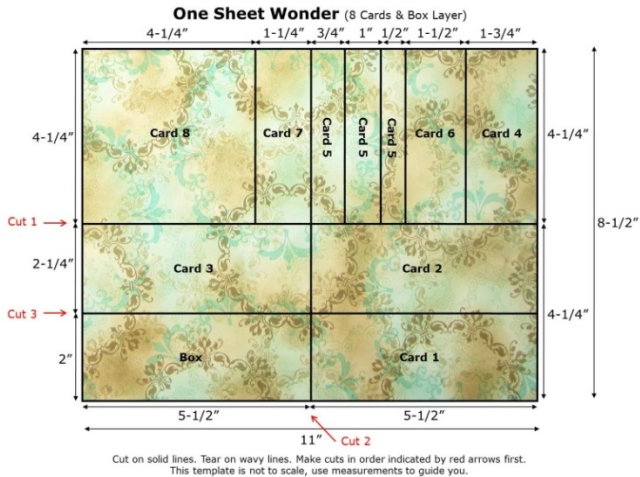 One Sheet Wonder (8 Cards & Box Layer)
4-1/4” 1-1/4” 3/4” 1” 1/2” 1-1/2” 1-3/4”
4-1/4”
Card 8
Card 7
Card 5
Card 5
Card 5
Card 6
Card 4
4-1/4”
8-1/2”
Cut 1
2-1/4”
Card 3
Card 2
Cut 3
4-1/4”
2”
Box
Card 1
5-1/2” 5-1/2”
11”
Cut 2
Cut on solid lines. Tear on wavy lines. Make cuts in order indicated by red arrows first.
This template is not to scale, use measurements to guide you.